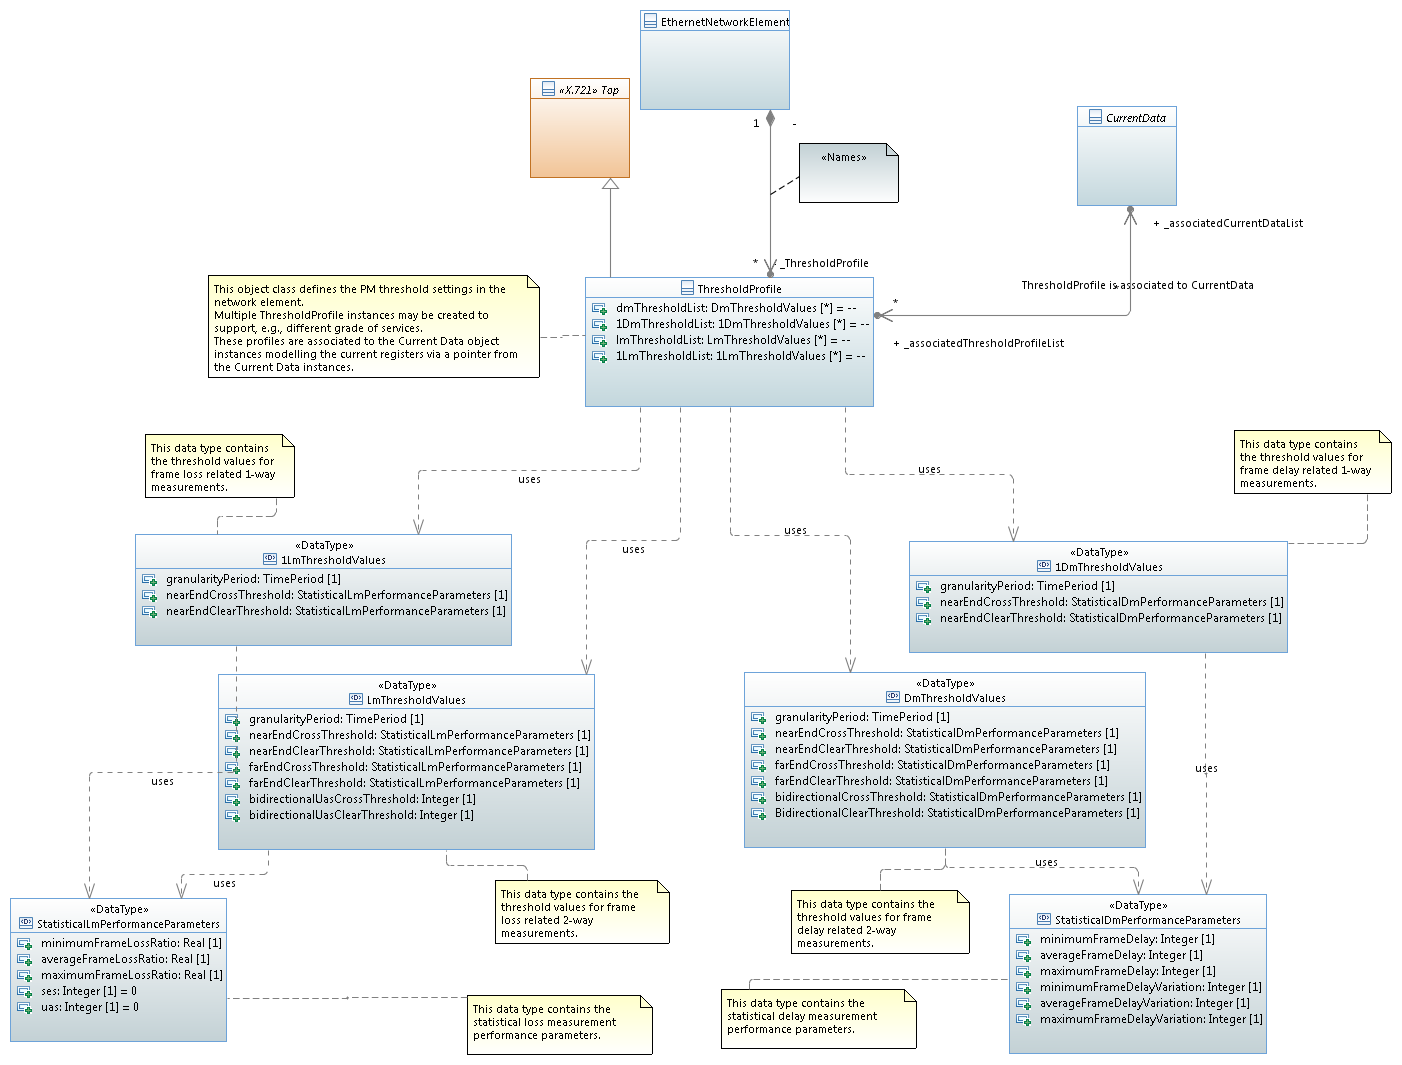 EthernetNetworkElement
«X.721» Top
CurrentData
1
-
«Names»
+ _associatedCurrentDataList
* - _ThresholdProfile
ThresholdProfile is associated to CurrentData
This object class defines the PM threshold settings in the
network element.
Multiple ThresholdProfile instances may be created to
support, e.g., different grade of services.
These profiles are associated to the Current Data object
instances modelling the current registers via a pointer from
the Current Data instances.
ThresholdProfile
dmThresholdList: DmThresholdValues [*] = --
1DmThresholdList: 1DmThresholdValues [*] = --
lmThresholdList: LmThresholdValues [*] = --
1LmThresholdList: 1LmThresholdValues [*] = --
*
+ _associatedThresholdProfileList
This data type contains
the threshold values for
frame loss related 1-way
measurements.
This data type contains
the threshold values for
frame delay related 1-way
measurements.
uses
uses
uses
uses
«DataType»
1LmThresholdValues
granularityPeriod: TimePeriod [1]
nearEndCrossThreshold: StatisticalLmPerformanceParameters [1]
nearEndClearThreshold: StatisticalLmPerformanceParameters [1]
«DataType»
1DmThresholdValues
granularityPeriod: TimePeriod [1]
nearEndCrossThreshold: StatisticalDmPerformanceParameters [1]
nearEndClearThreshold: StatisticalDmPerformanceParameters [1]
«DataType»
LmThresholdValues
granularityPeriod: TimePeriod [1]
nearEndCrossThreshold: StatisticalLmPerformanceParameters [1]
nearEndClearThreshold: StatisticalLmPerformanceParameters [1]
farEndCrossThreshold: StatisticalLmPerformanceParameters [1]
farEndClearThreshold: StatisticalLmPerformanceParameters [1]
bidirectionalUasCrossThreshold: Integer [1]
bidirectionalUasClearThreshold: Integer [1]
«DataType»
DmThresholdValues
granularityPeriod: TimePeriod [1]
nearEndCrossThreshold: StatisticalDmPerformanceParameters [1]
nearEndClearThreshold: StatisticalDmPerformanceParameters [1]
farEndCrossThreshold: StatisticalDmPerformanceParameters [1]
farEndClearThreshold: StatisticalDmPerformanceParameters [1]
bidirectionalCrossThreshold: StatisticalDmPerformanceParameters [1]
BidirectionalClearThreshold: StatisticalDmPerformanceParameters [1]
uses
uses
uses
uses
«DataType»
StatisticalLmPerformanceParameters
minimumFrameLossRatio: Real [1]
averageFrameLossRatio: Real [1]
maximumFrameLossRatio: Real [1]
ses: Integer [1] = 0
uas: Integer [1] = 0
This data type contains the
threshold values for frame
loss related 2-way
measurements.
This data type contains the
threshold values for frame
delay related 2-way
measurements.
«DataType»
StatisticalDmPerformanceParameters
minimumFrameDelay: Integer [1]
averageFrameDelay: Integer [1]
maximumFrameDelay: Integer [1]
minimumFrameDelayVariation: Integer [1]
averageFrameDelayVariation: Integer [1]
maximumFrameDelayVariation: Integer [1]
This data type contains the
statistical loss measurement
performance parameters.
This data type contains the
statistical delay measurement
performance parameters.